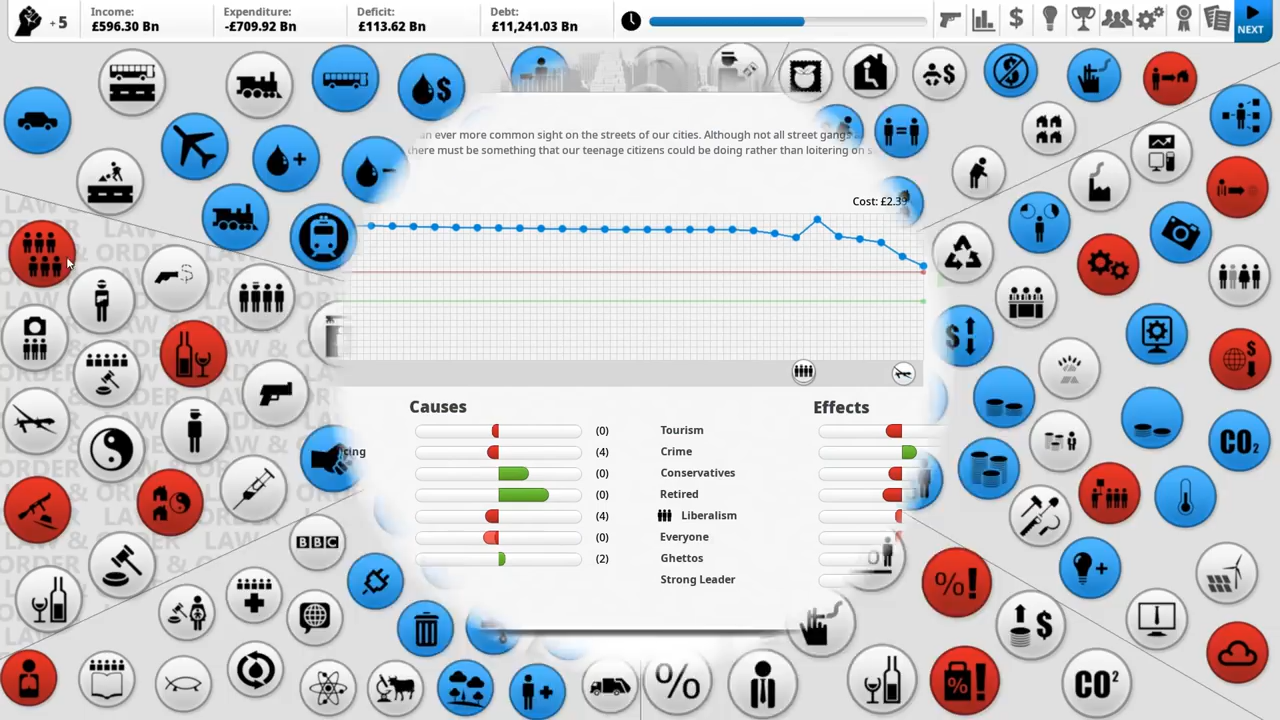 +5
Income:
£596.30 Bn
Expenditure:
-£709.92 Bn
Deficit:
£113.62 Bn
Debt:
£11,241.03 Bn
NEXT
an ever more common sight on the streets of our cities. Although not all street gangs
there must be something that our teenage citizens could be doing rather than loitering on s
Cost: £2.39
LAW &
ORDER
Causes
Effects
(0) Tourism
(4) Crime
cing
(0) Conservatives
(0) Retired
(4) Liberalism
(0) Everyone
(2) Ghettos
Strong Leader
BBC
CO2
%!
%
%!
CO2